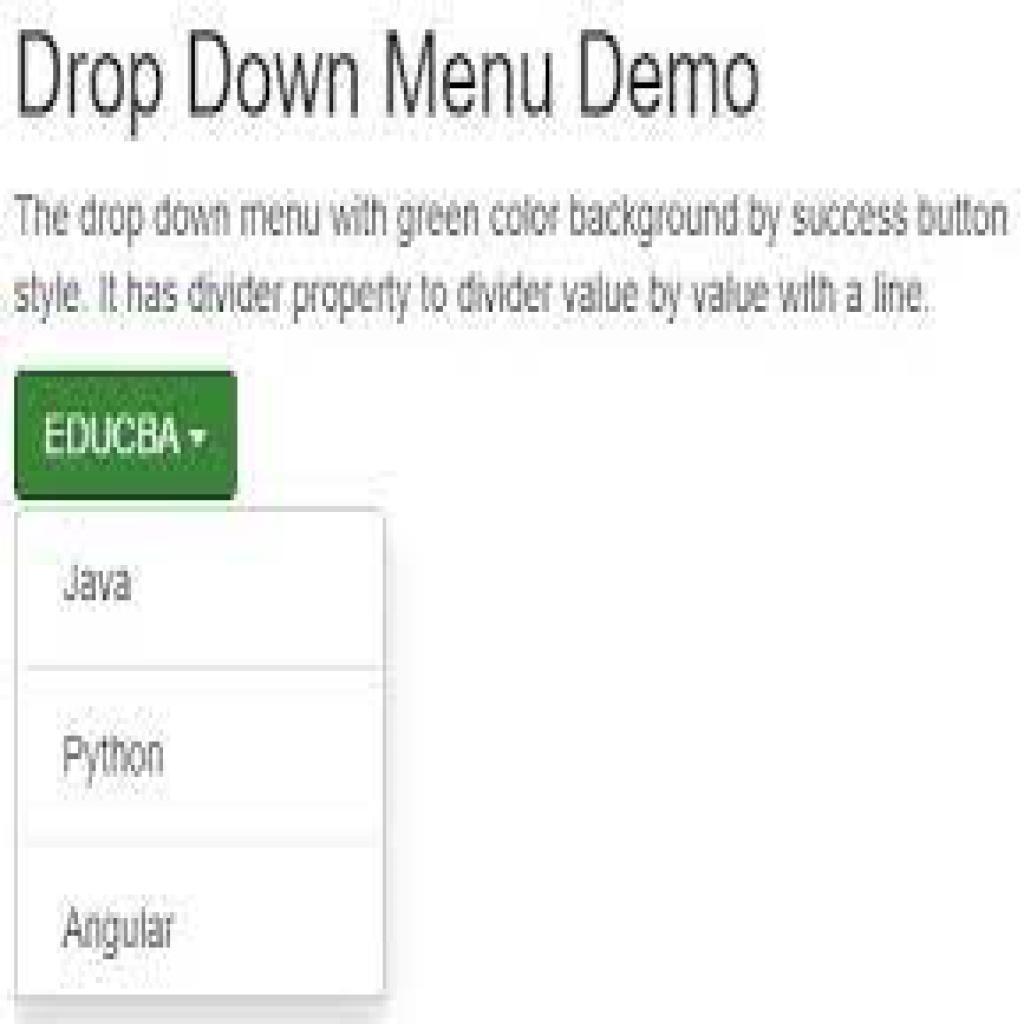 Drop Down Menu Demo
The drop down menu with green color background by success button
style. It has divider property to divider value by value with a line.
EDUCBA
Java
Python
Angular